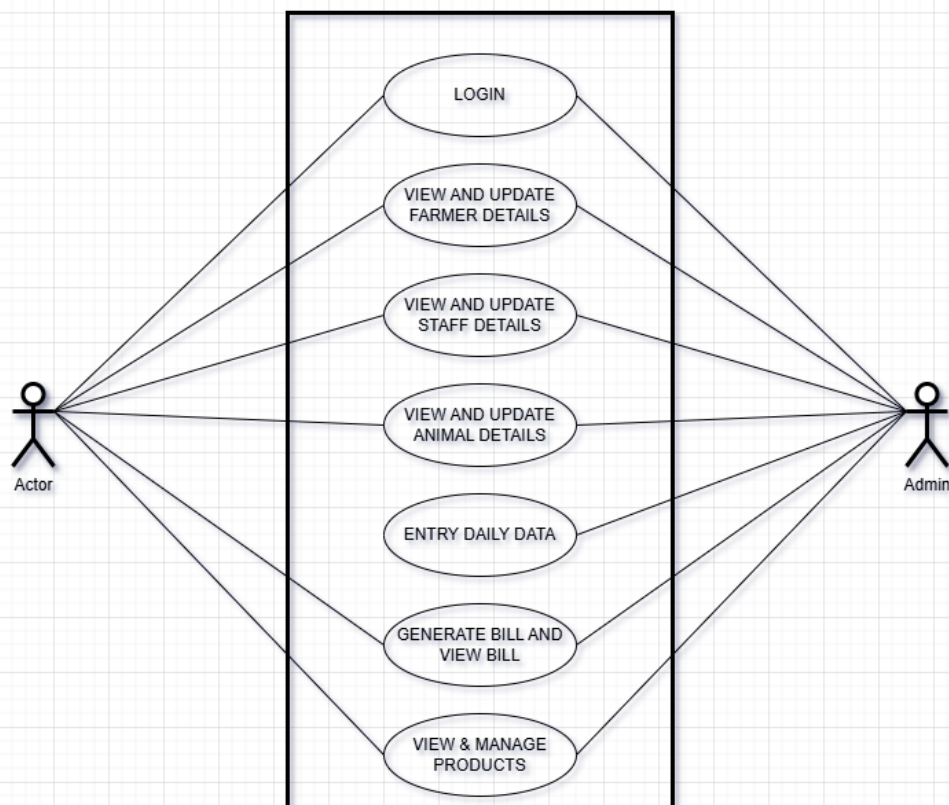 LOGIN
VIEW AND UPDATE
FARMER DETAILS
VIEW AND UPDATE
STAFF DETAILS
VIEW AND UPDATE
ANIMAL DETAILS
Actor
Admin
ENTRY DAILY DATA
GENERATE BILL AND
VIEW BILL
VIEW & MANAGE
PRODUCTS